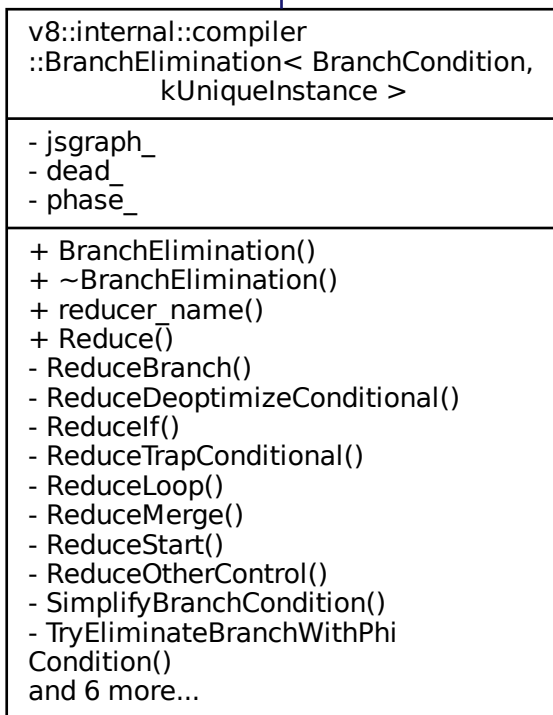 v8::internal::compiler
::BranchElimination< BranchCondition,
kUniqueInstance >
- jsgraph_
- dead_
- phase_
+ BranchElimination()
+ ~BranchElimination()
+ reducer_name()
+ Reduce()
- ReduceBranch()
- ReduceDeoptimizeConditional()
- ReduceIf()
- ReduceTrapConditional()
- ReduceLoop()
- ReduceMerge()
- ReduceStart()
- ReduceOtherControl()
- SimplifyBranchCondition()
- TryEliminateBranchWithPhi
Condition()
and 6 more...